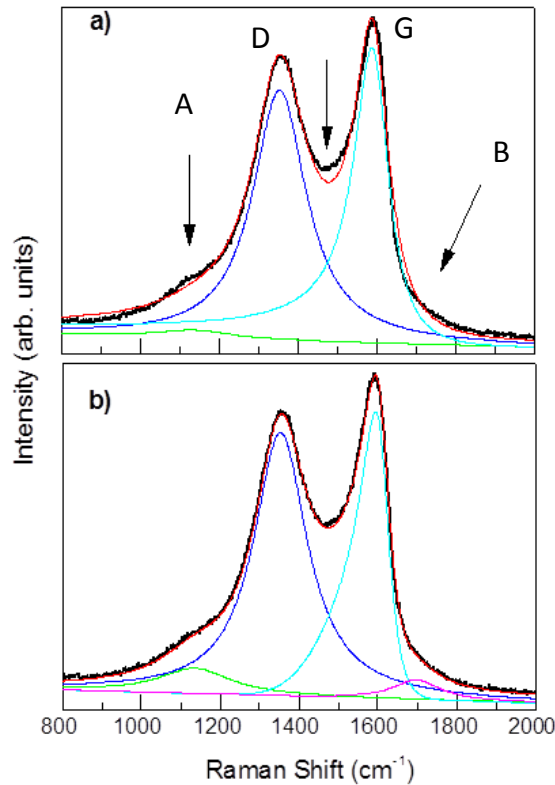 a)
D
G
A
B
b)
Intensity (arb. units)
800 1000 1200 1400 1600 1800 2000
Raman Shift (cm⁻¹)